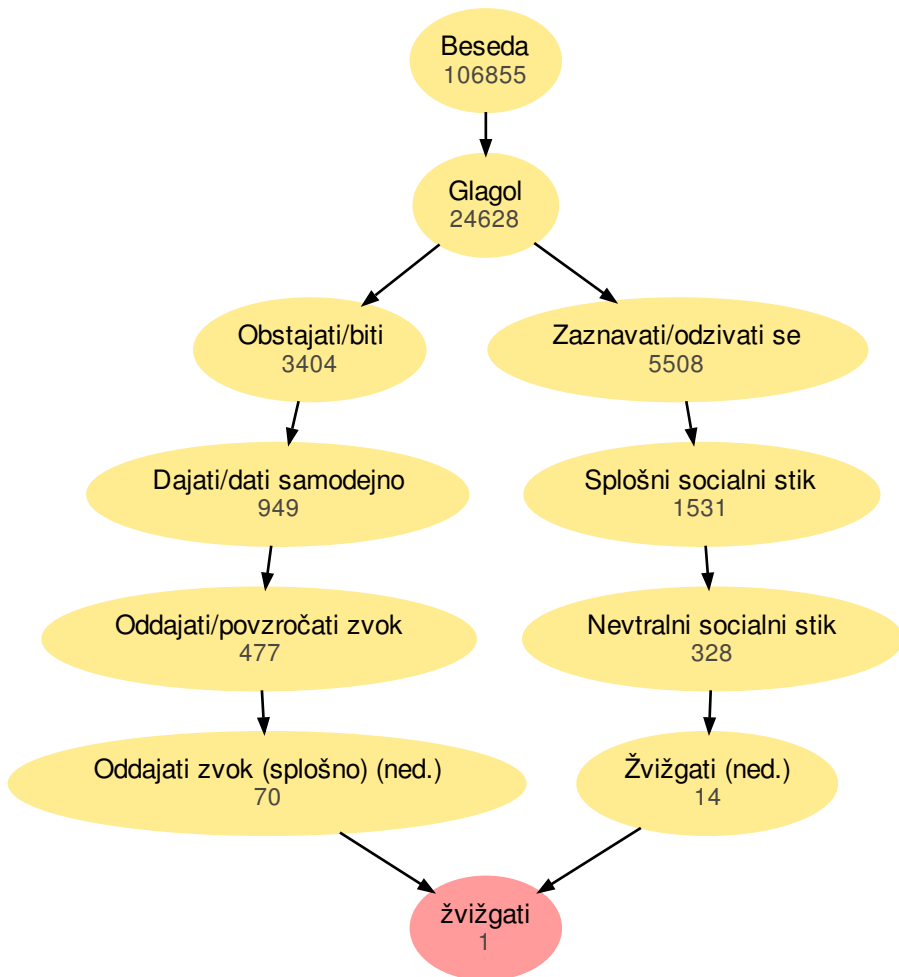 Beseda
106855
Glagol
24628
Obstajati/biti
3404
Zaznavati/odzivati se
5508
Dajati/dati samodejno
949
Splošni socialni stik
1531
Oddajati/povzročati zvok
477
Nevtralni socialni stik
328
Oddajati zvok (splošno) (ned.)
70
Žvižgati (ned.)
14
žvižgati
1